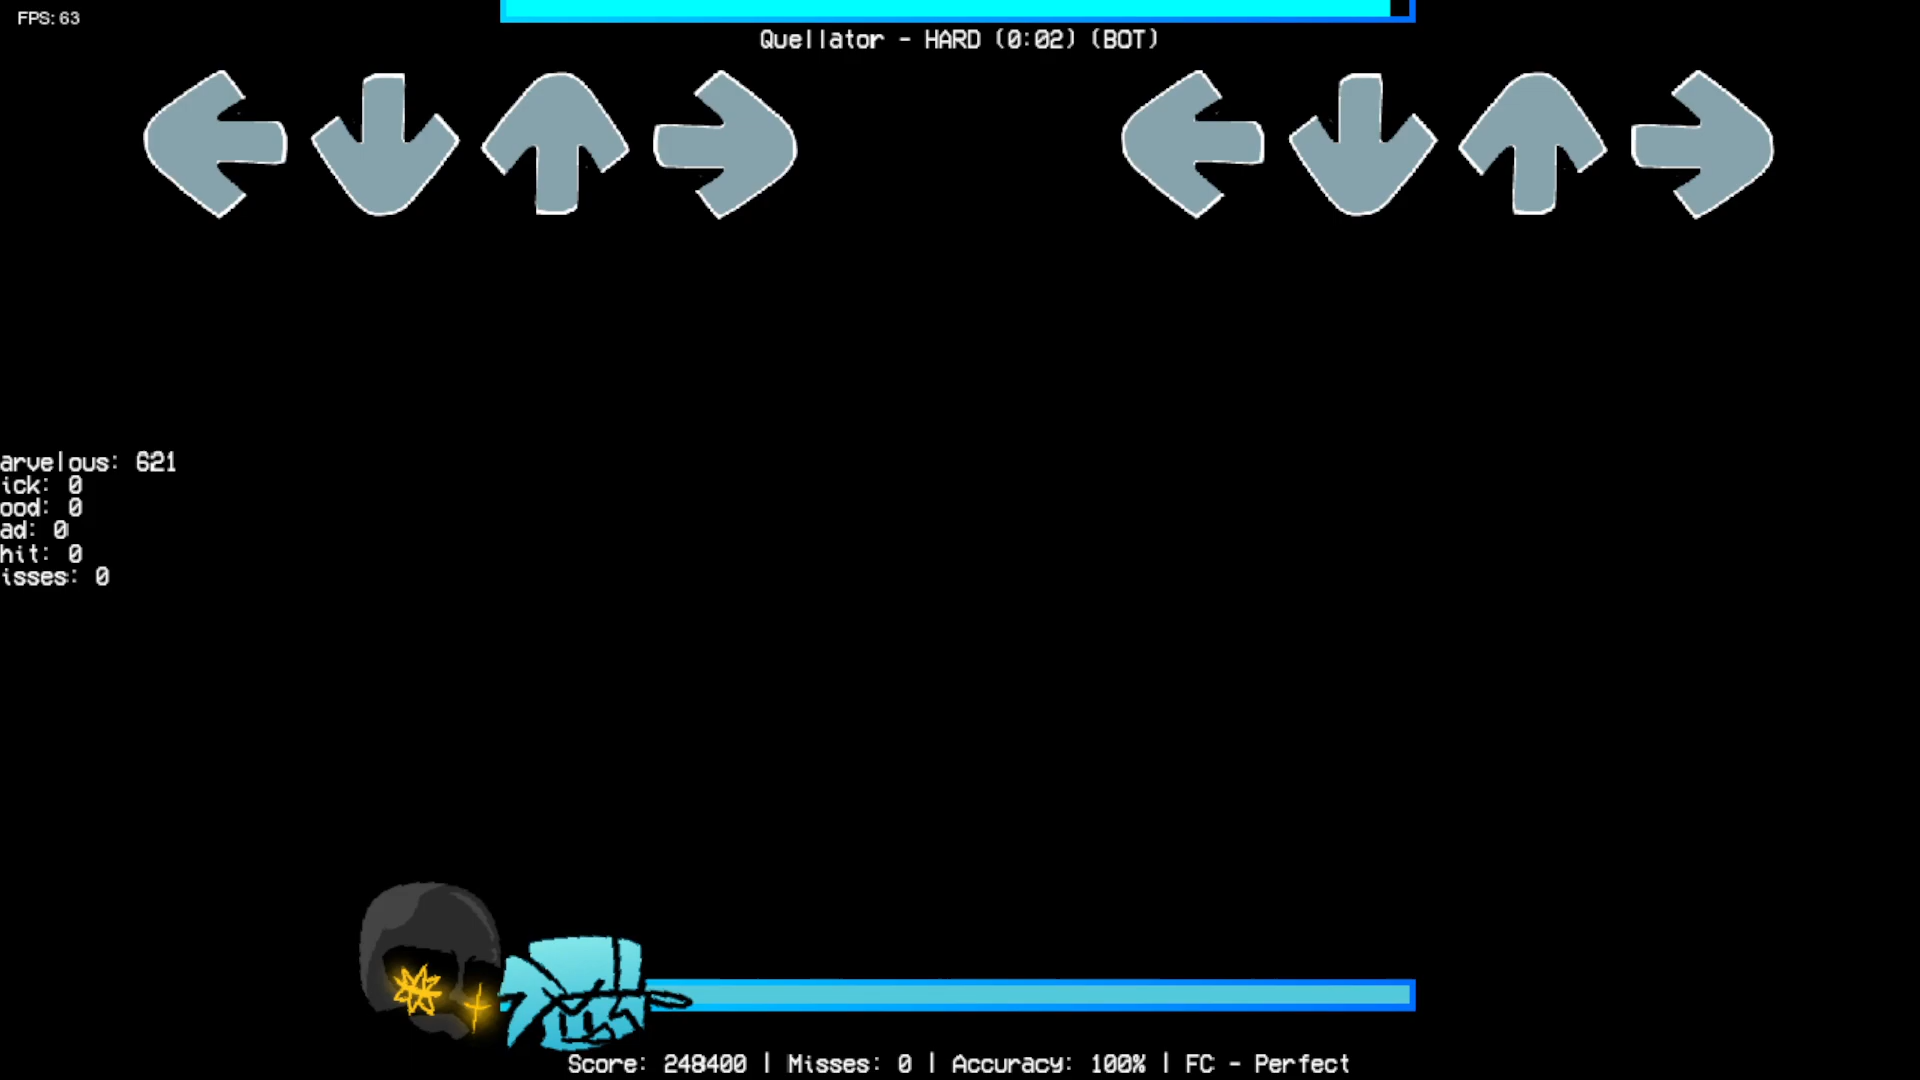 FPS: 63
Quellator - HARD (0:02) (BOT)
arvelous: 621
ick: 0
ood: 0
ad: 0
hit: 0
isses: 0
Score: 248400 | Misses: 0 | Accuracy: 100% | FC - Perfect